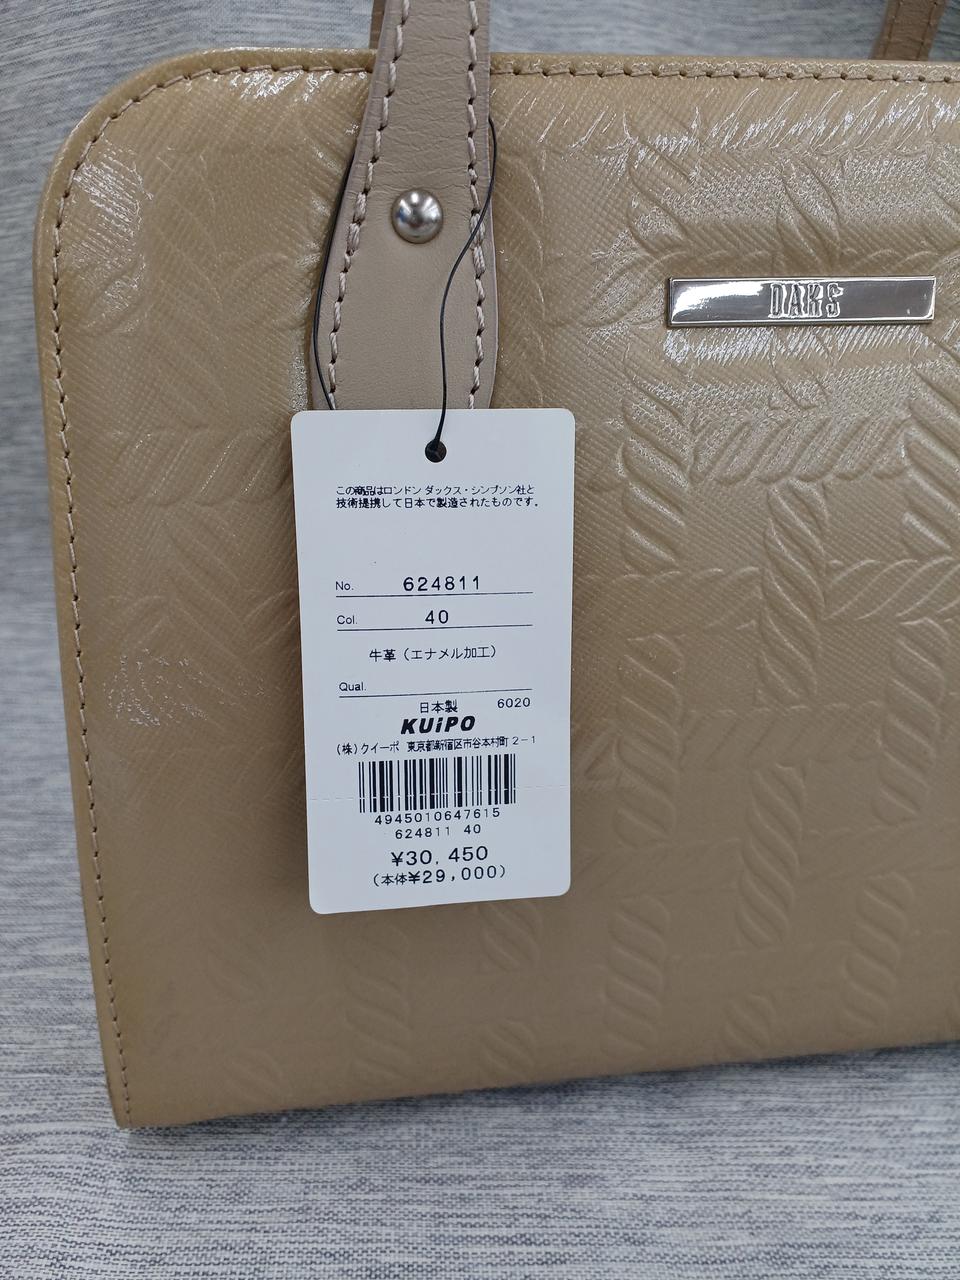 DAKS
この商品はロンドン ダックス・シンプソン社と
技術提携して日本で製造されたものです。
No. 624811
Col. 40
牛革（エナメル加工）
Qual.
日本製 6020
KUiPO
（株）クイーポ 東京都新宿区市谷本村町 2－1
4945010647615
624811 40
¥30,450
（本体¥29,000）